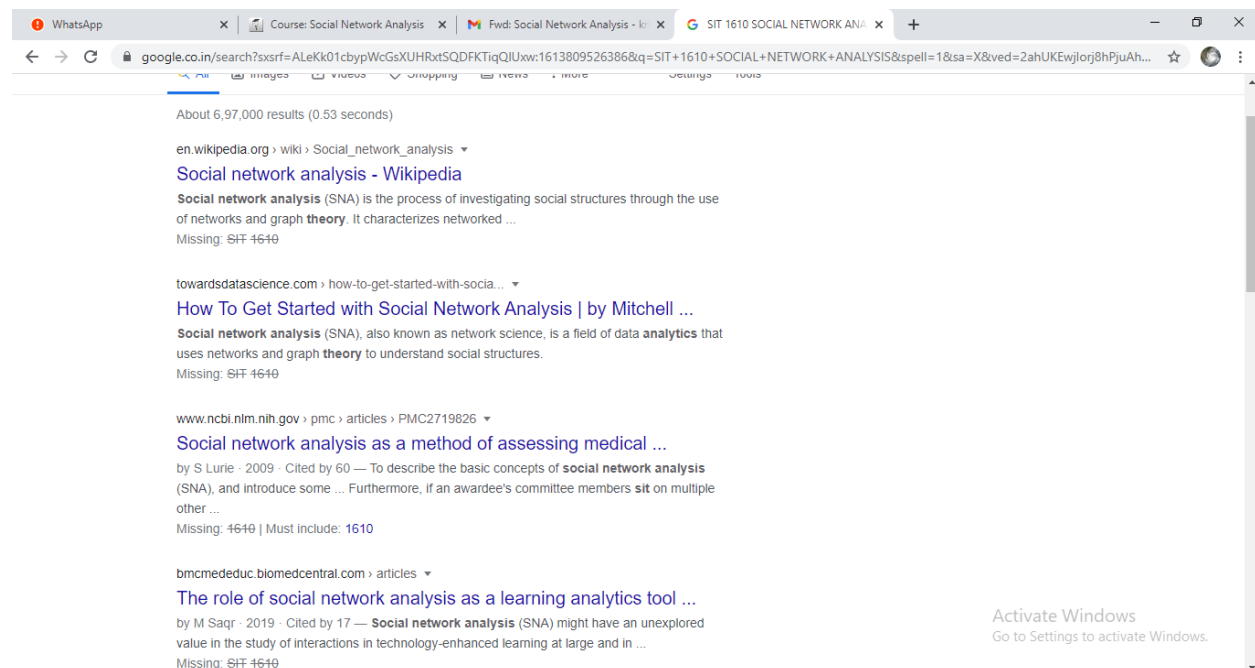 WhatsApp
Course: Social Network Analysis
Fwd: Social Network Analysis - kr
SIT 1610 SOCIAL NETWORK ANA
google.co.in/search?sxsrf=ALeKk01cbypWcGsXUHRxtSQDFKTiqQIUxw:1613809526386&q=SIT+1610+SOCIAL+NETWORK+ANALYSIS&spell=1&sa=X&ved=2ahUKEwjIorj8hPjuAh...
All Images Videos Shopping News More Settings Tools
About 6,97,000 results (0.53 seconds)
en.wikipedia.org › wiki › Social_network_analysis
Social network analysis - Wikipedia
Social network analysis (SNA) is the process of investigating social structures through the use
of networks and graph theory. It characterizes networked ...
Missing: SIT 1610
towardsdatascience.com › how-to-get-started-with-socia...
How To Get Started with Social Network Analysis | by Mitchell ...
Social network analysis (SNA), also known as network science, is a field of data analytics that
uses networks and graph theory to understand social structures.
Missing: SIT 1610
www.ncbi.nlm.nih.gov › pmc › articles › PMC2719826
Social network analysis as a method of assessing medical ...
by S Lurie · 2009 · Cited by 60 — To describe the basic concepts of social network analysis
(SNA), and introduce some ... Furthermore, if an awardee's committee members sit on multiple
other ...
Missing: 1610 | Must include: 1610
bmcmededuc.biomedcentral.com › articles
The role of social network analysis as a learning analytics tool ...
by M Saqr · 2019 · Cited by 17 — Social network analysis (SNA) might have an unexplored
value in the study of interactions in technology-enhanced learning at large and in ...
Missing: SIT 1610
Activate Windows
Go to Settings to activate Windows.